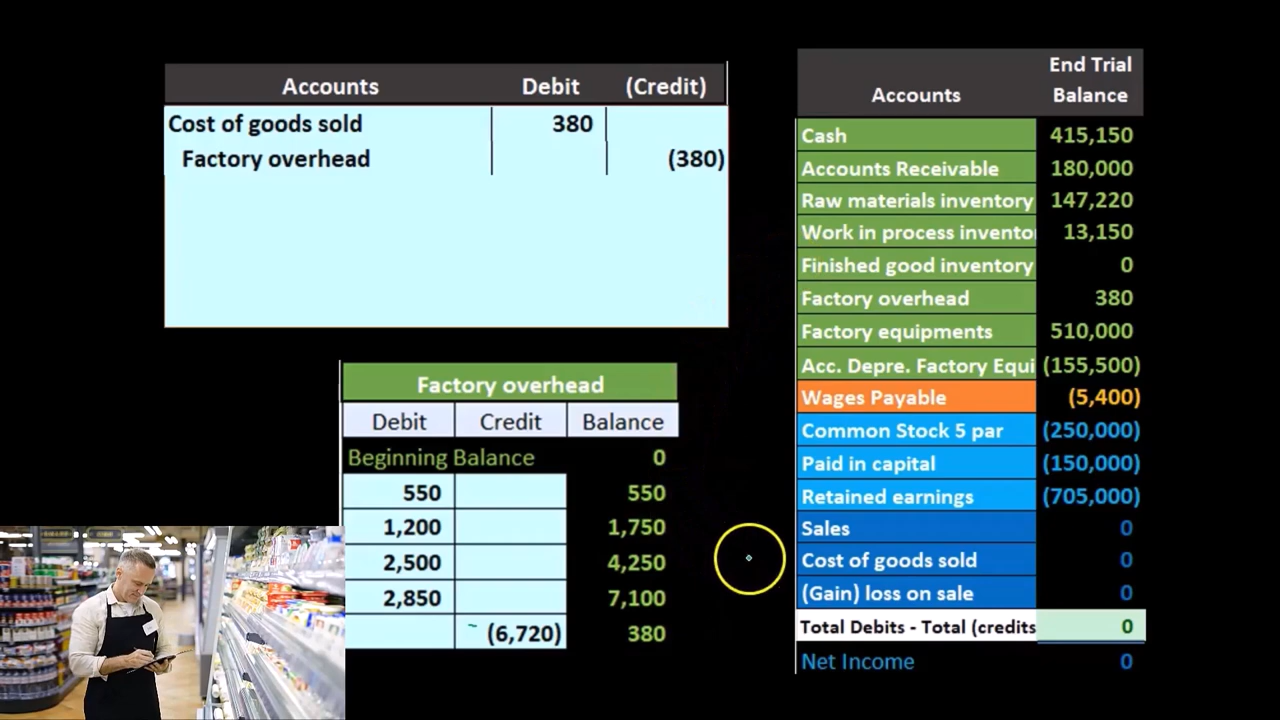 Accounts Debit (Credit)
Cost of goods sold 380
Factory overhead (380)
Factory overhead
Debit Credit Balance
Beginning Balance 0
550 550
1,200 1,750
2,500 4,250
2,850 7,100
(6,720) 380
End Trial
Accounts Balance
Cash 415,150
Accounts Receivable 180,000
Raw materials inventory 147,220
Work in process invento 13,150
Finished good inventory 0
Factory overhead 380
Factory equipments 510,000
Acc. Depre. Factory Equi (155,500)
Wages Payable (5,400)
Common Stock 5 par (250,000)
Paid in capital (150,000)
Retained earnings (705,000)
Sales 0
Cost of goods sold 0
(Gain) loss on sale 0
Total Debits - Total (credits 0
Net Income 0